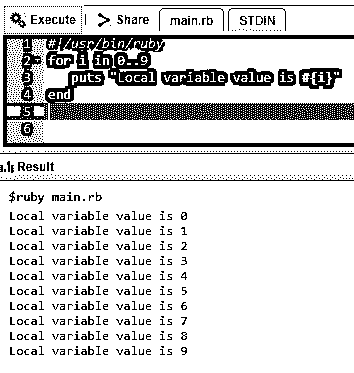 Execute > Share main.rb STDIN
1 #!/usr/bin/ruby
2 for i in 0..9
3 puts "Local variable value is #{i}"
4 end
5
6
Result
$ruby main.rb
Local variable value is 0
Local variable value is 1
Local variable value is 2
Local variable value is 3
Local variable value is 4
Local variable value is 5
Local variable value is 6
Local variable value is 7
Local variable value is 8
Local variable value is 9